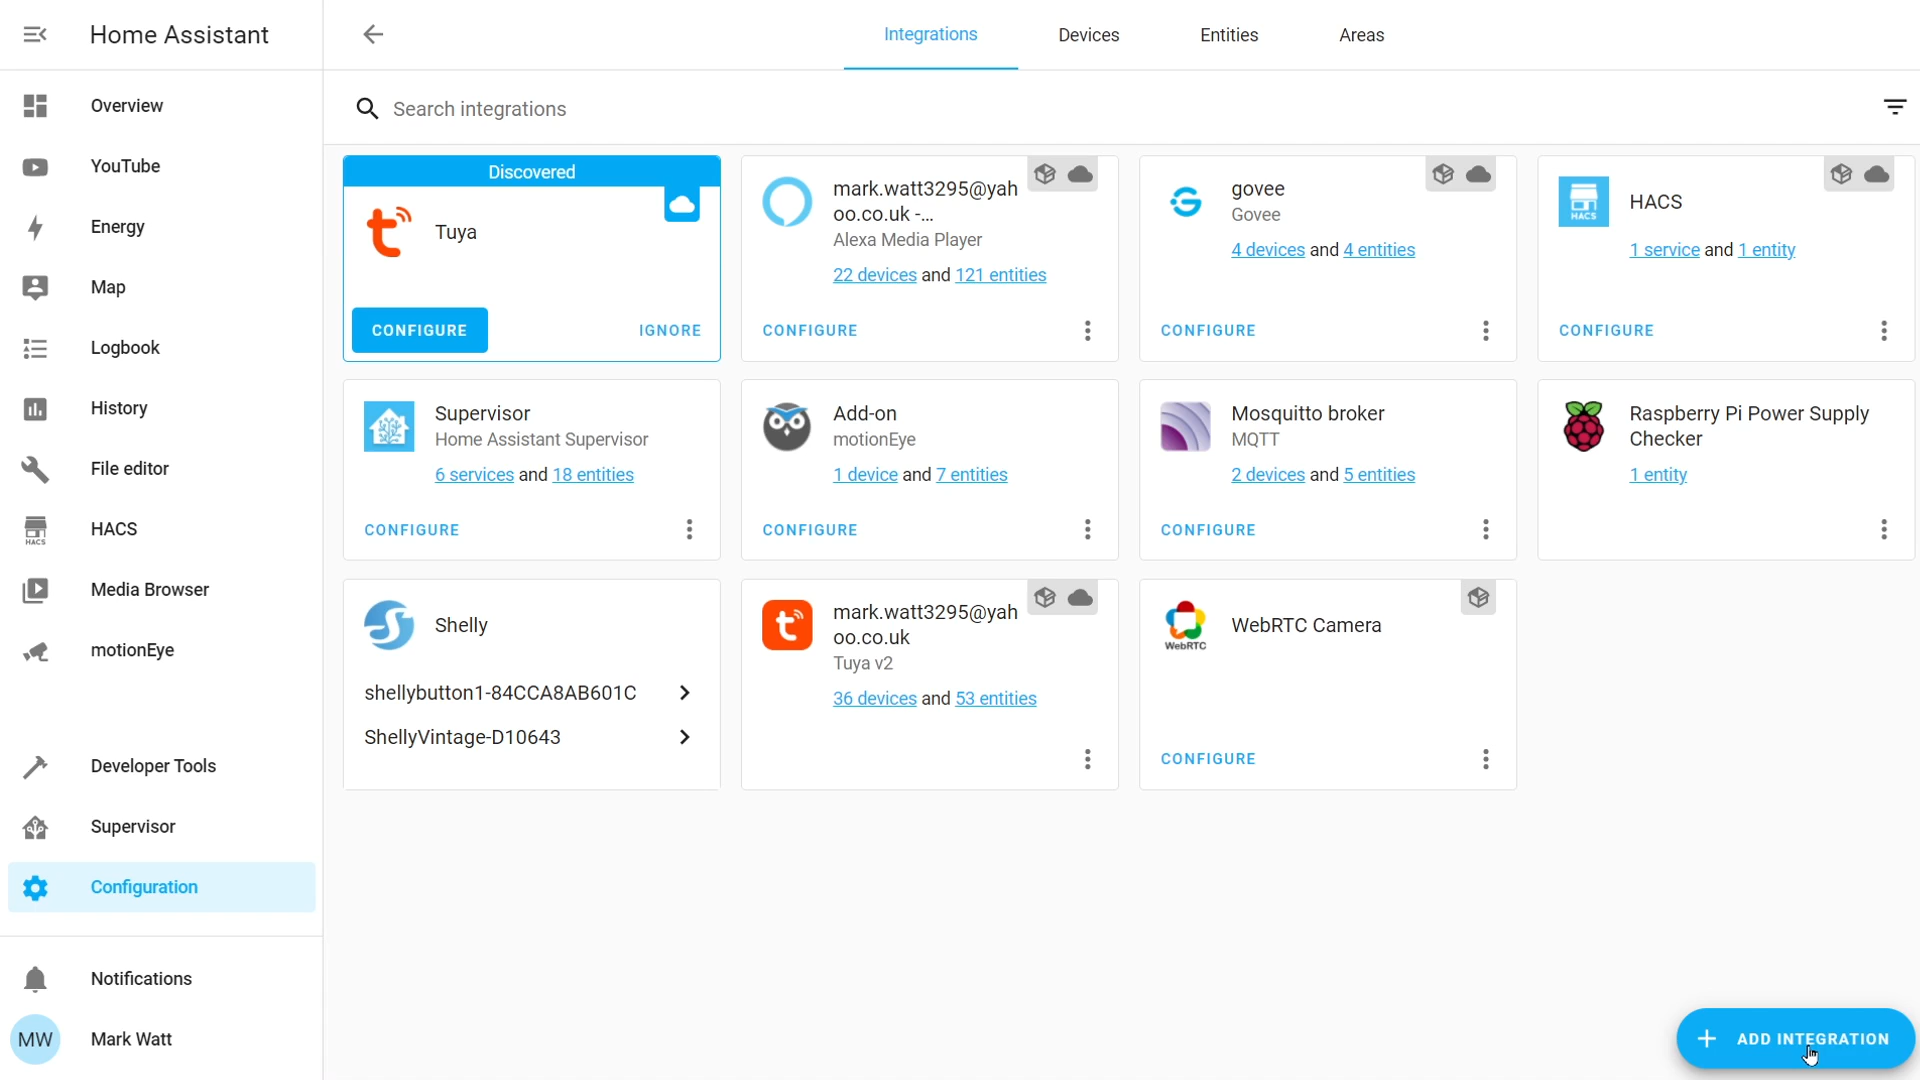 Home Assistant
Overview
YouTube
Energy
Map
Logbook
History
File editor
HACS
HACS
Media Browser
motionEye
Developer Tools
Supervisor
Configuration
Notifications
MW
Mark Watt
Integrations
Devices
Entities
Areas
Search integrations
Discovered
Tuya
CONFIGURE
IGNORE
mark.watt3295@yah
oo.co.uk -...
Alexa Media Player
22 devices and 121 entities
CONFIGURE
govee
Govee
4 devices and 4 entities
CONFIGURE
HACS
HACS
1 service and 1 entity
CONFIGURE
Supervisor
Home Assistant Supervisor
6 services and 18 entities
CONFIGURE
Add-on
motionEye
1 device and 7 entities
CONFIGURE
Mosquitto broker
MQTT
2 devices and 5 entities
CONFIGURE
Raspberry Pi Power Supply
Checker
1 entity
Shelly
shellybutton1-84CCA8AB601C
ShellyVintage-D10643
mark.watt3295@yah
oo.co.uk
Tuya v2
36 devices and 53 entities
WebRTC
WebRTC Camera
CONFIGURE
ADD INTEGRATION